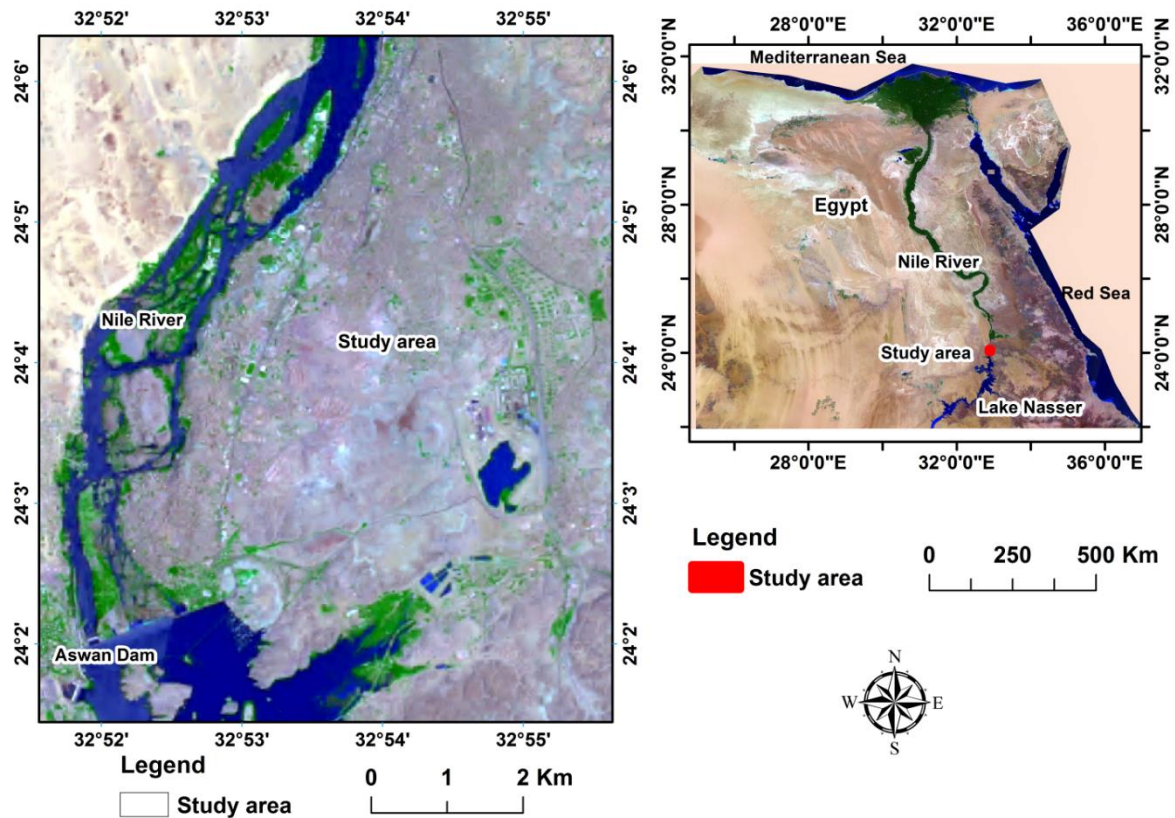 32°52' 32°53' 32°54' 32°55'
24°6'
24°5'
24°4'
24°3'
24°2'
24°6'
24°5'
24°4'
24°3'
24°2'
Nile River
Study area
Aswan Dam
32°52' 32°53' 32°54' 32°55'
Legend
Study area
0 1 2 Km
28°0'0"E 32°0'0"E 36°0'0"E
32°0'0"N
28°0'0"N
24°0'0"N
32°0'0"N
28°0'0"N
24°0'0"N
Mediterranean Sea
Egypt
Nile River
Red Sea
Study area
Lake Nasser
28°0'0"E 32°0'0"E 36°0'0"E
Legend
Study area
0 250 500 Km
N
W E
S